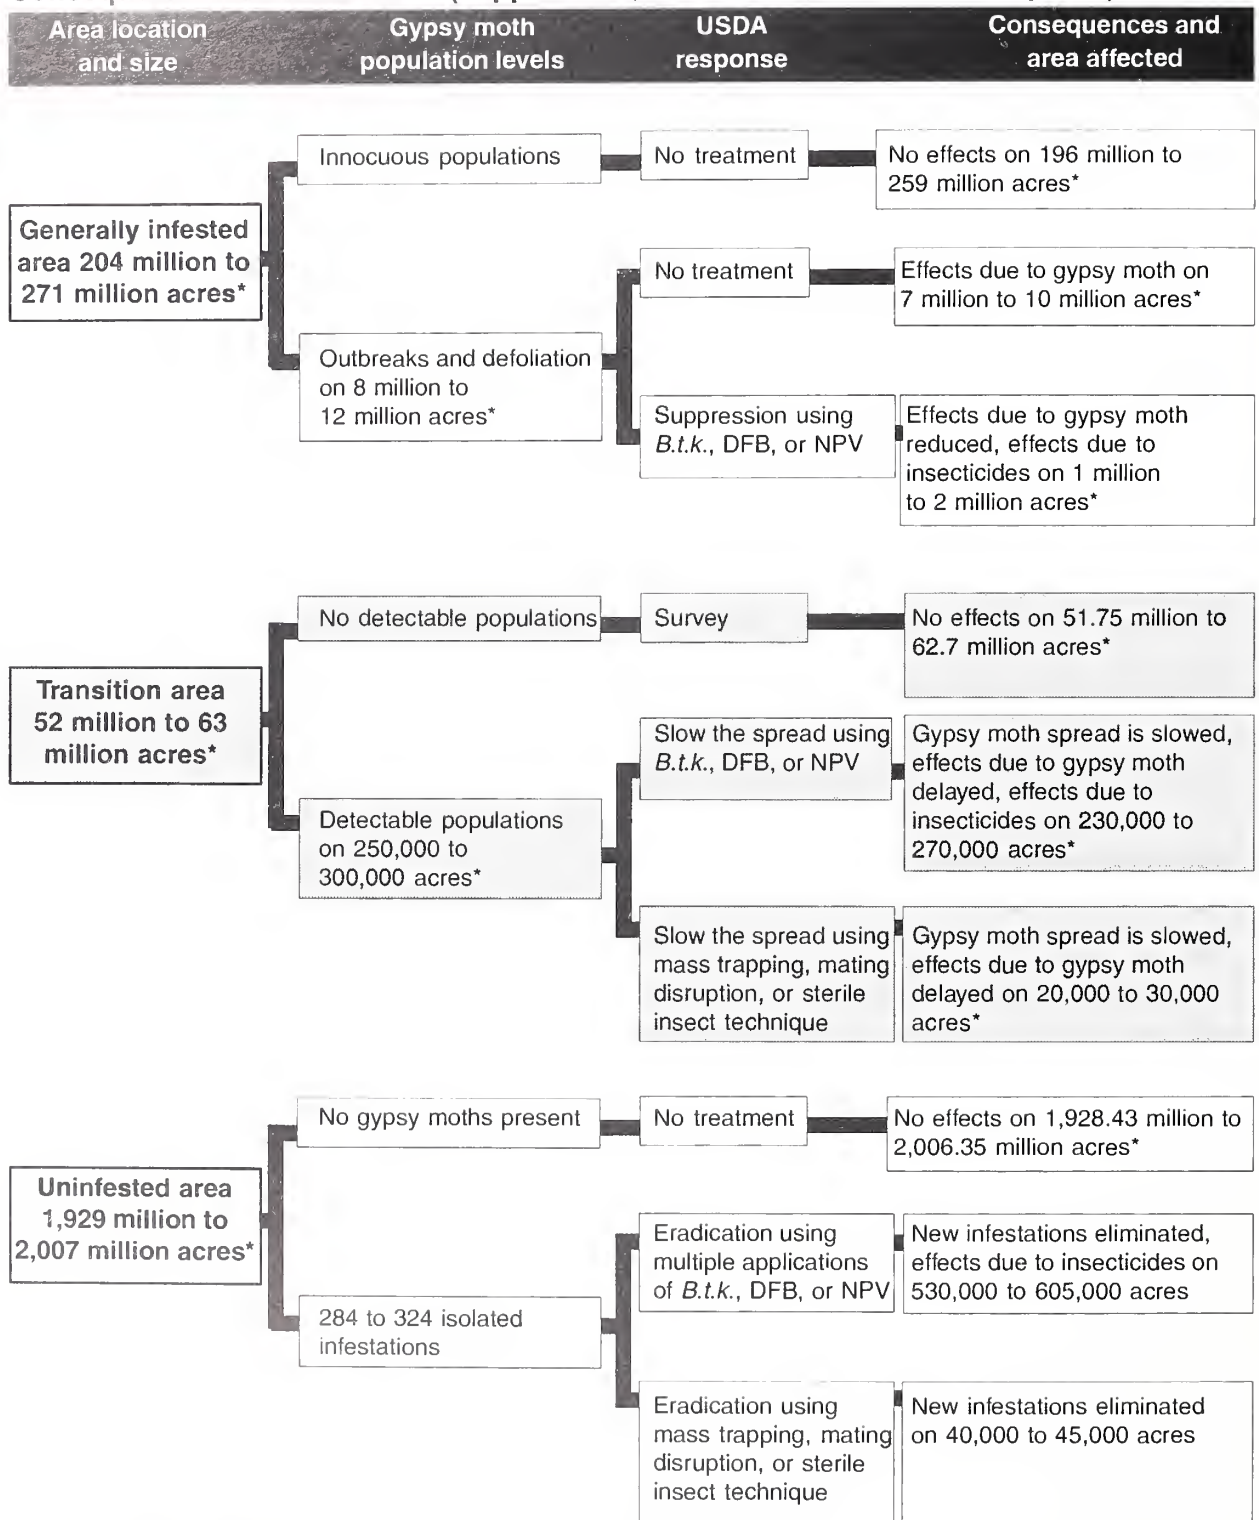 Area location
and size
Gypsy moth
population levels
USDA
response
Consequences and
area affected
Generally infested
area 204 million to
271 million acres*
Innocuous populations
No treatment
No effects on 196 million to
259 million acres*
Outbreaks and defoliation
on 8 million to
12 million acres*
No treatment
Effects due to gypsy moth on
7 million to 10 million acres*
Suppression using
B.t.k., DFB, or NPV
Effects due to gypsy moth
reduced, effects due to
insecticides on 1 million
to 2 million acres*
Transition area
52 million to 63
million acres*
No detectable populations
Survey
No effects on 51.75 million to
62.7 million acres*
Detectable populations
on 250,000 to
300,000 acres*
Slow the spread using
B.t.k., DFB, or NPV
Gypsy moth spread is slowed,
effects due to gypsy moth
delayed, effects due to
insecticides on 230,000 to
270,000 acres*
Slow the spread using
mass trapping, mating
disruption, or sterile
insect technique
Gypsy moth spread is slowed,
effects due to gypsy moth
delayed on 20,000 to 30,000
acres*
Uninfested area
1,929 million to
2,007 million acres*
No gypsy moths present
No treatment
No effects on 1,928.43 million to
2,006.35 million acres*
284 to 324 isolated
infestations
Eradication using
multiple applications
of B.t.k., DFB, or NPV
New infestations eliminated,
effects due to insecticides on
530,000 to 605,000 acres
Eradication using
mass trapping, mating
disruption, or sterile
insect technique
New infestations eliminated
on 40,000 to 45,000 acres